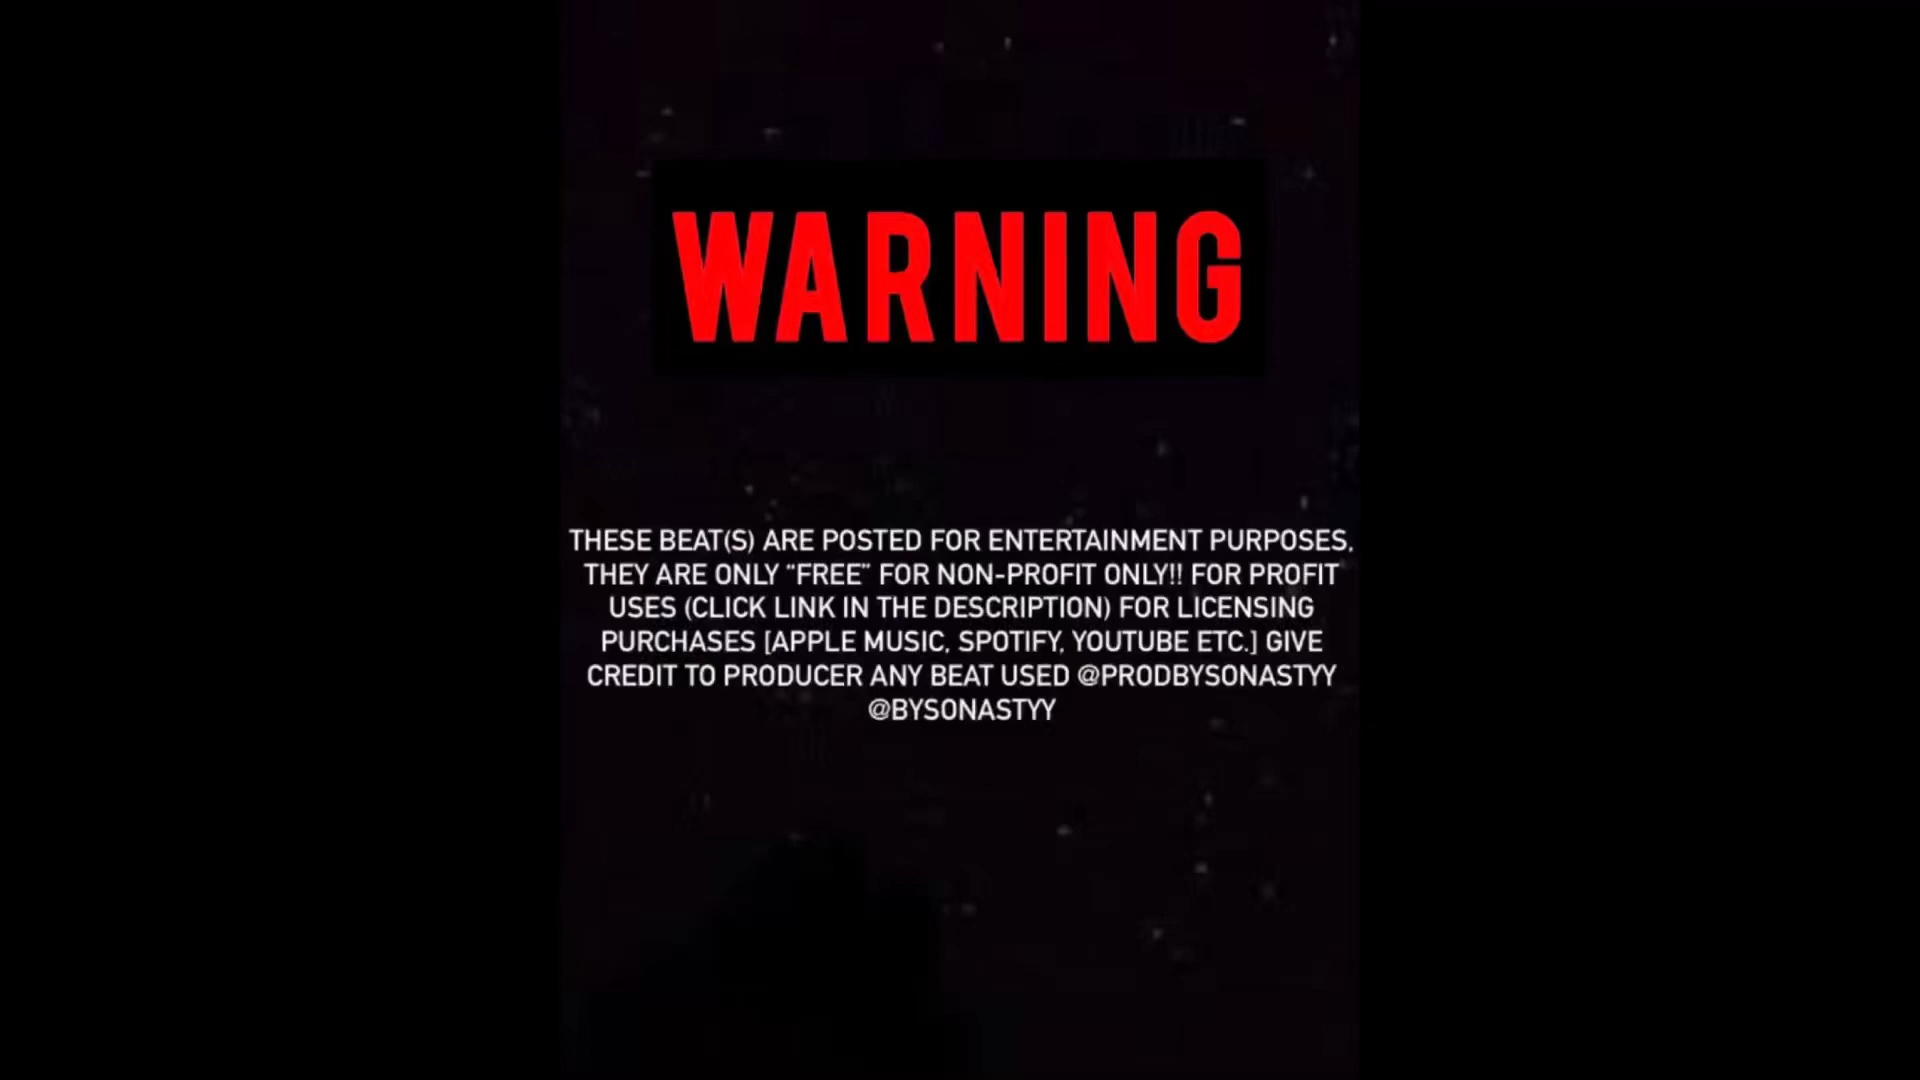 WARNING
THESE BEAT(S) ARE POSTED FOR ENTERTAINMENT PURPOSES,
THEY ARE ONLY “FREE” FOR NON-PROFIT ONLY!! FOR PROFIT
USES (CLICK LINK IN THE DESCRIPTION) FOR LICENSING
PURCHASES [APPLE MUSIC, SPOTIFY, YOUTUBE ETC.] GIVE
CREDIT TO PRODUCER ANY BEAT USED @PRODBYSONASTYY
@BYSONASTYY